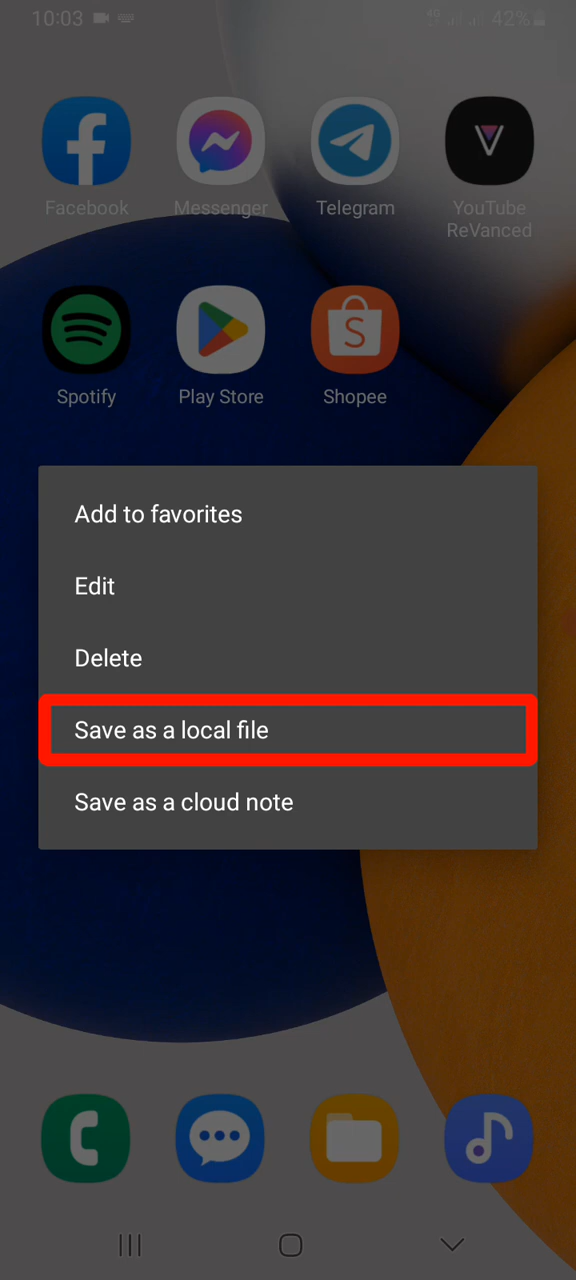 10:03
4G 42%
Facebook
Messenger
Telegram
YouTube
ReVanced
Spotify
Play Store
Shopee
Add to favorites
Edit
Delete
Save as a local file
Save as a cloud note